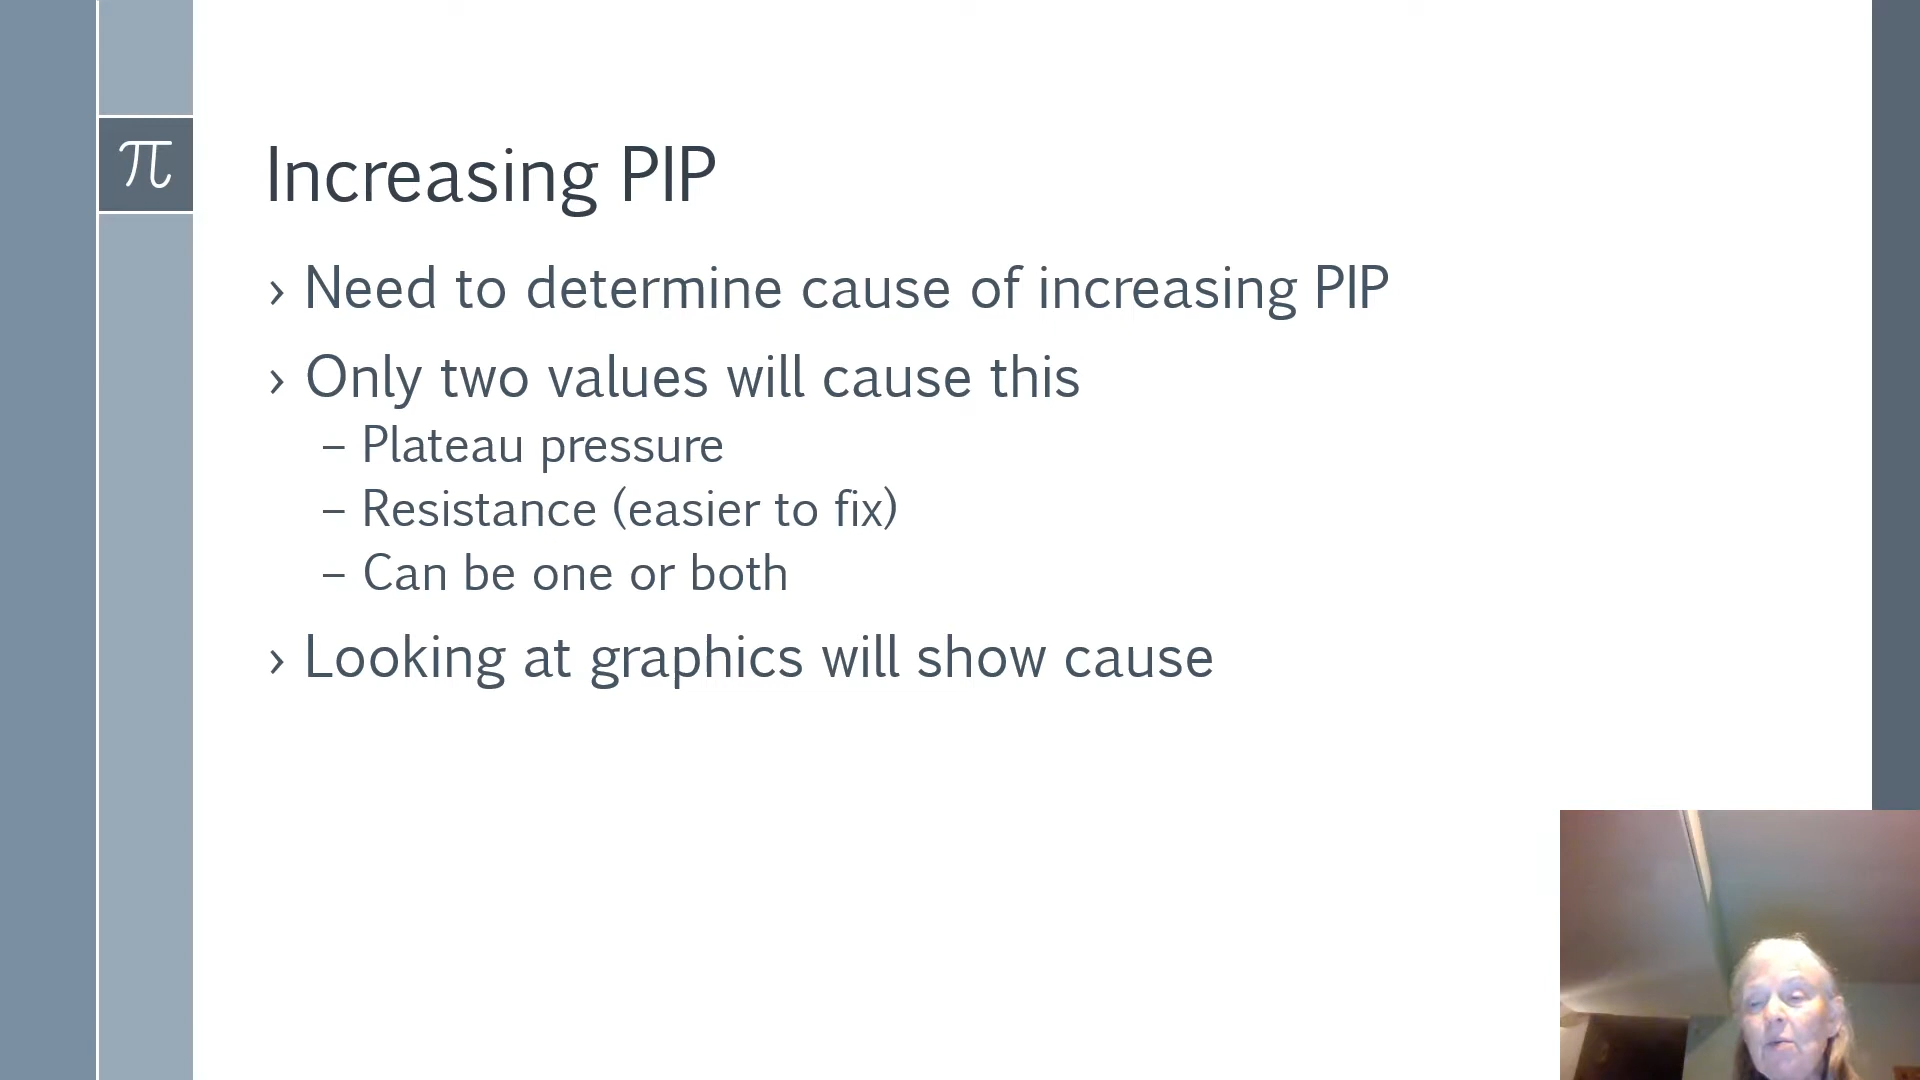 π
Increasing PIP
› Need to determine cause of increasing PIP
› Only two values will cause this
– Plateau pressure
– Resistance (easier to fix)
– Can be one or both
› Looking at graphics will show cause